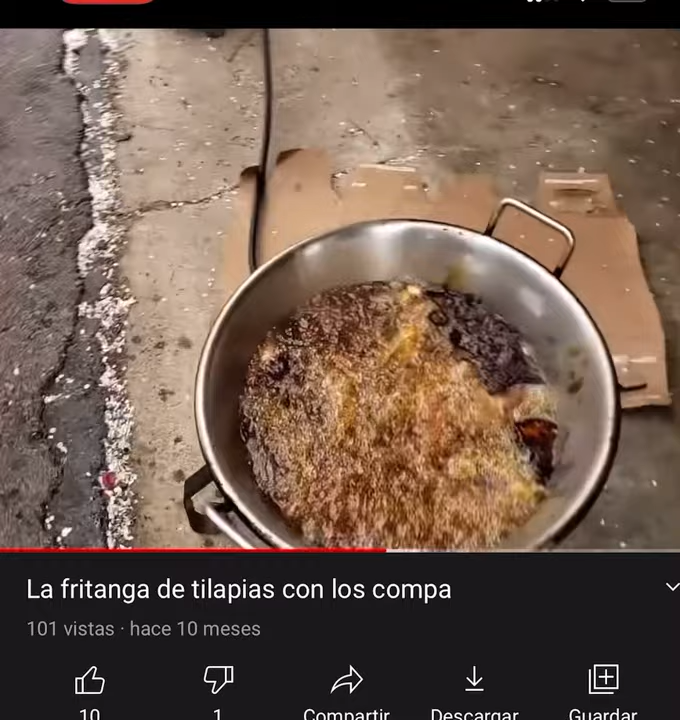 La fritanga de tilapias con los compa
101 vistas · hace 10 meses
10 1 Compartir Descargar Guardar